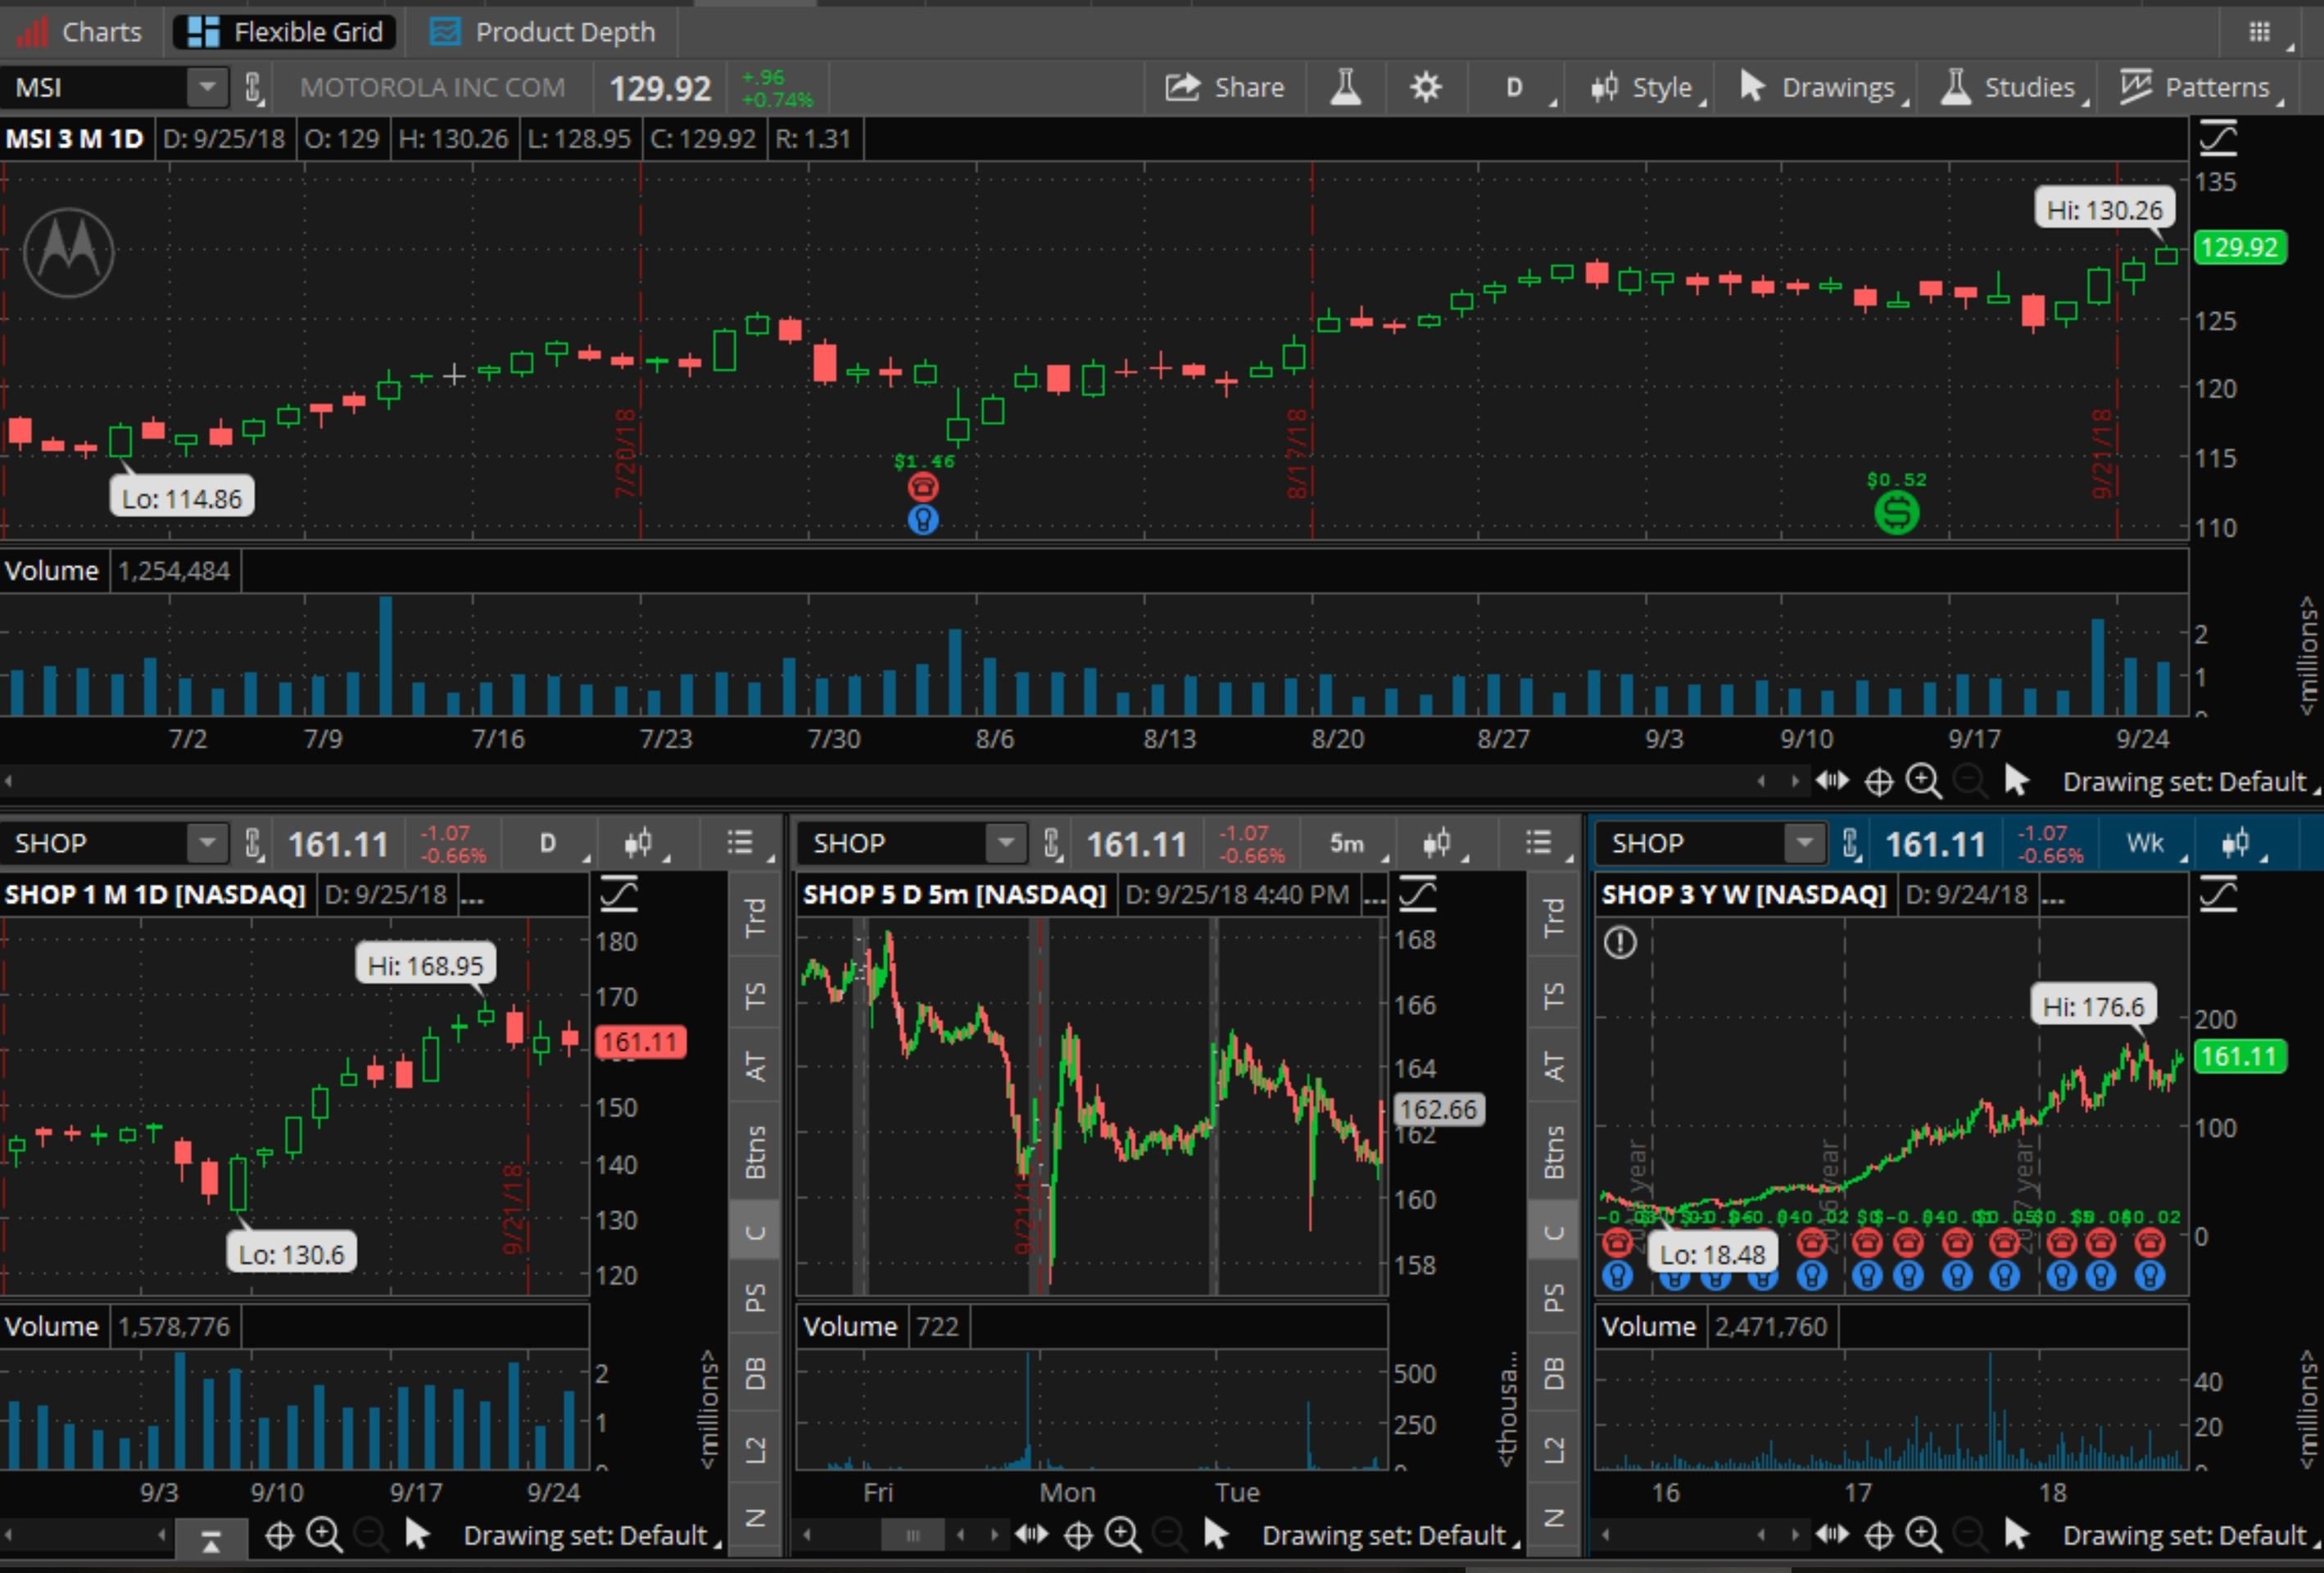 Charts Flexible Grid Product Depth
MSI MOTOROLA INC COM 129.92 +.96 +0.74% Share D Style Drawings Studies Patterns
MSI 3 M 1D D: 9/25/18 O: 129 H: 130.26 L: 128.95 C: 129.92 R: 1.31
135
Hi: 130.26
129.92
125
120
7/20/18 8/17/18 9/21/18
$1.46
115
Lo: 114.86
$0.52
110
Volume 1,254,484
2
1
<millions>
7/2 7/9 7/16 7/23 7/30 8/6 8/13 8/20 8/27 9/3 9/10 9/17 9/24
Drawing set: Default
SHOP 161.11 -1.07 -0.66% D
SHOP 1 M 1D [NASDAQ] D: 9/25/18 ...
180
Hi: 168.95
170
161.11
150
140
9/21/18
130
Lo: 130.6
120
Volume 1,578,776
2
1
<millions>
9/3 9/10 9/17 9/24
Drawing set: Default
Trd
TS
AT
Btns
C
PS
DB
L2
N
SHOP 161.11 -1.07 -0.66% 5m
SHOP 5 D 5m [NASDAQ] D: 9/25/18 4:40 PM ...
168
166
164
162.66
162
160
158
Volume 722
500
250
<thousa...
Fri Mon Tue
Drawing set: Default
Trd
TS
AT
Btns
C
PS
DB
L2
N
SHOP 161.11 -1.07 -0.66% Wk
SHOP 3 Y W [NASDAQ] D: 9/24/18 ...
Hi: 176.6
200
161.11
100
year year year
0
Lo: 18.48
Volume 2,471,760
40
20
<millions>
16 17 18
Drawing set: Default